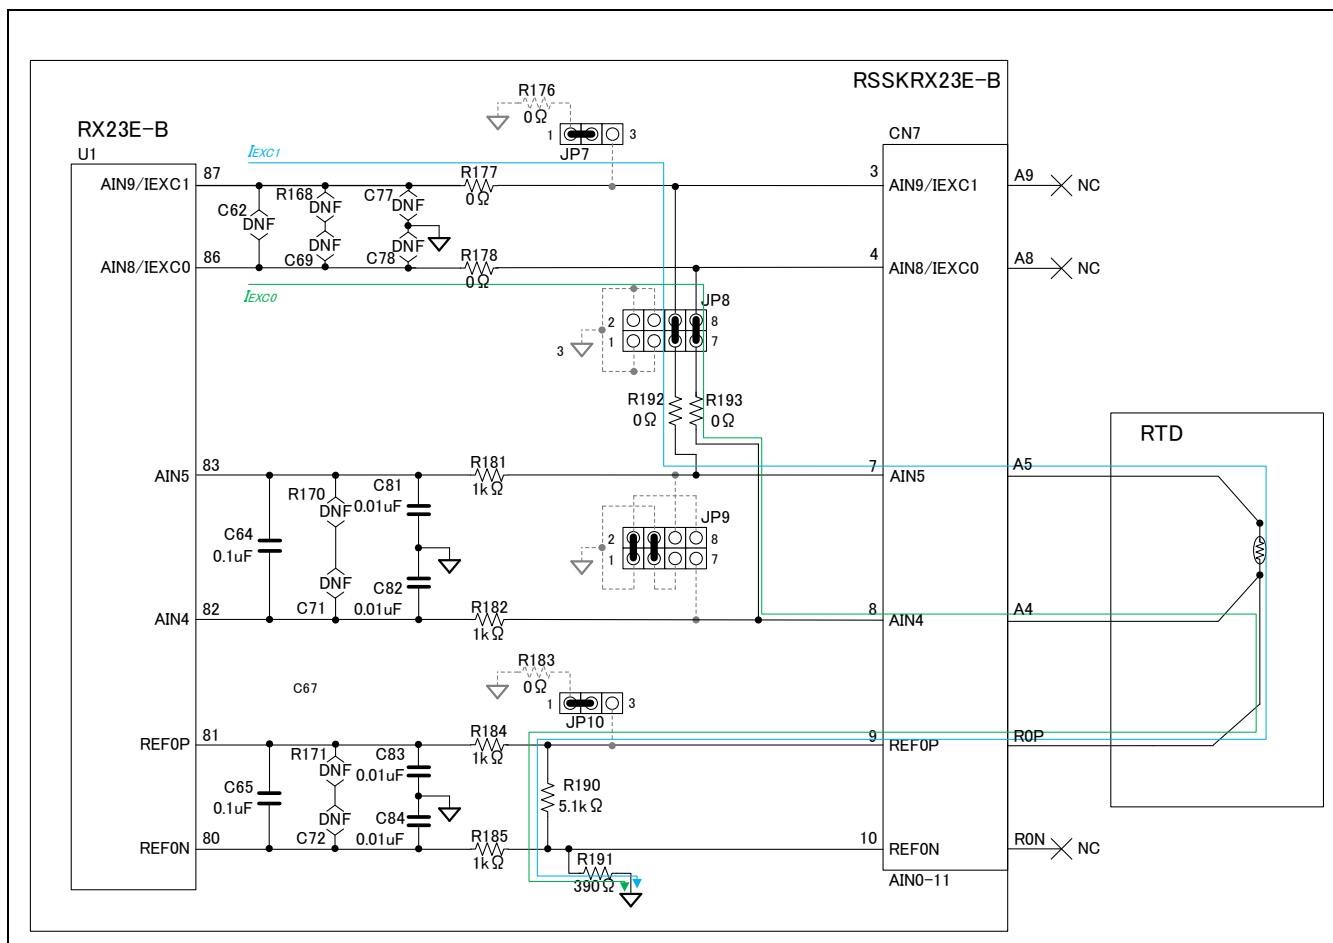 RSSKRX23E-B
R176
0Ω
1
3
JP7
RX23E-B
U1
CN7
IEXC1
87
AIN9/IEXC1
R177
0Ω
3
AIN9/IEXC1
A9
NC
C62
DNF
R168
DNF
C77
DNF
DNF
C69
DNF
C78
86
AIN8/IEXC0
R178
0Ω
4
AIN8/IEXC0
A8
NC
IEXC0
JP8
2
8
1
7
3
R192
0Ω
R193
0Ω
RTD
83
AIN5
R181
1kΩ
7
AIN5
A5
R170
DNF
C81
0.01uF
C64
0.1uF
JP9
2
8
1
7
DNF
C71
C82
0.01uF
82
AIN4
R182
1kΩ
8
AIN4
A4
R183
0Ω
1
3
JP10
C67
81
REF0P
R184
1kΩ
9
REF0P
R0P
R171
DNF
C83
0.01uF
C65
0.1uF
R190
5.1kΩ
DNF
C72
C84
0.01uF
80
REF0N
R185
1kΩ
10
REF0N
R0N
NC
R191
390Ω
AIN0-11